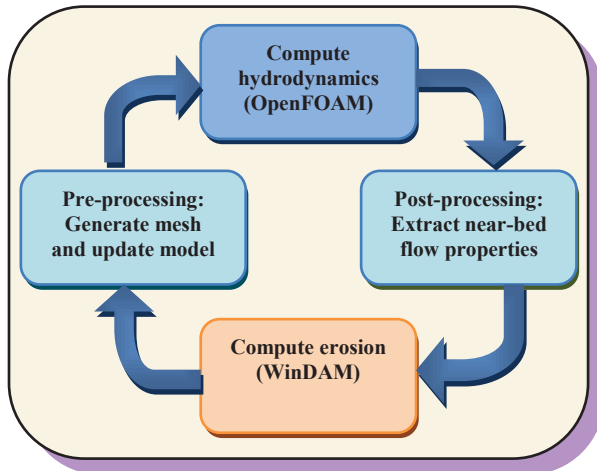 Compute
hydrodynamics
(OpenFOAM)
Pre-processing:
Generate mesh
and update model
Post-processing:
Extract near-bed
flow properties
Compute erosion
(WinDAM)